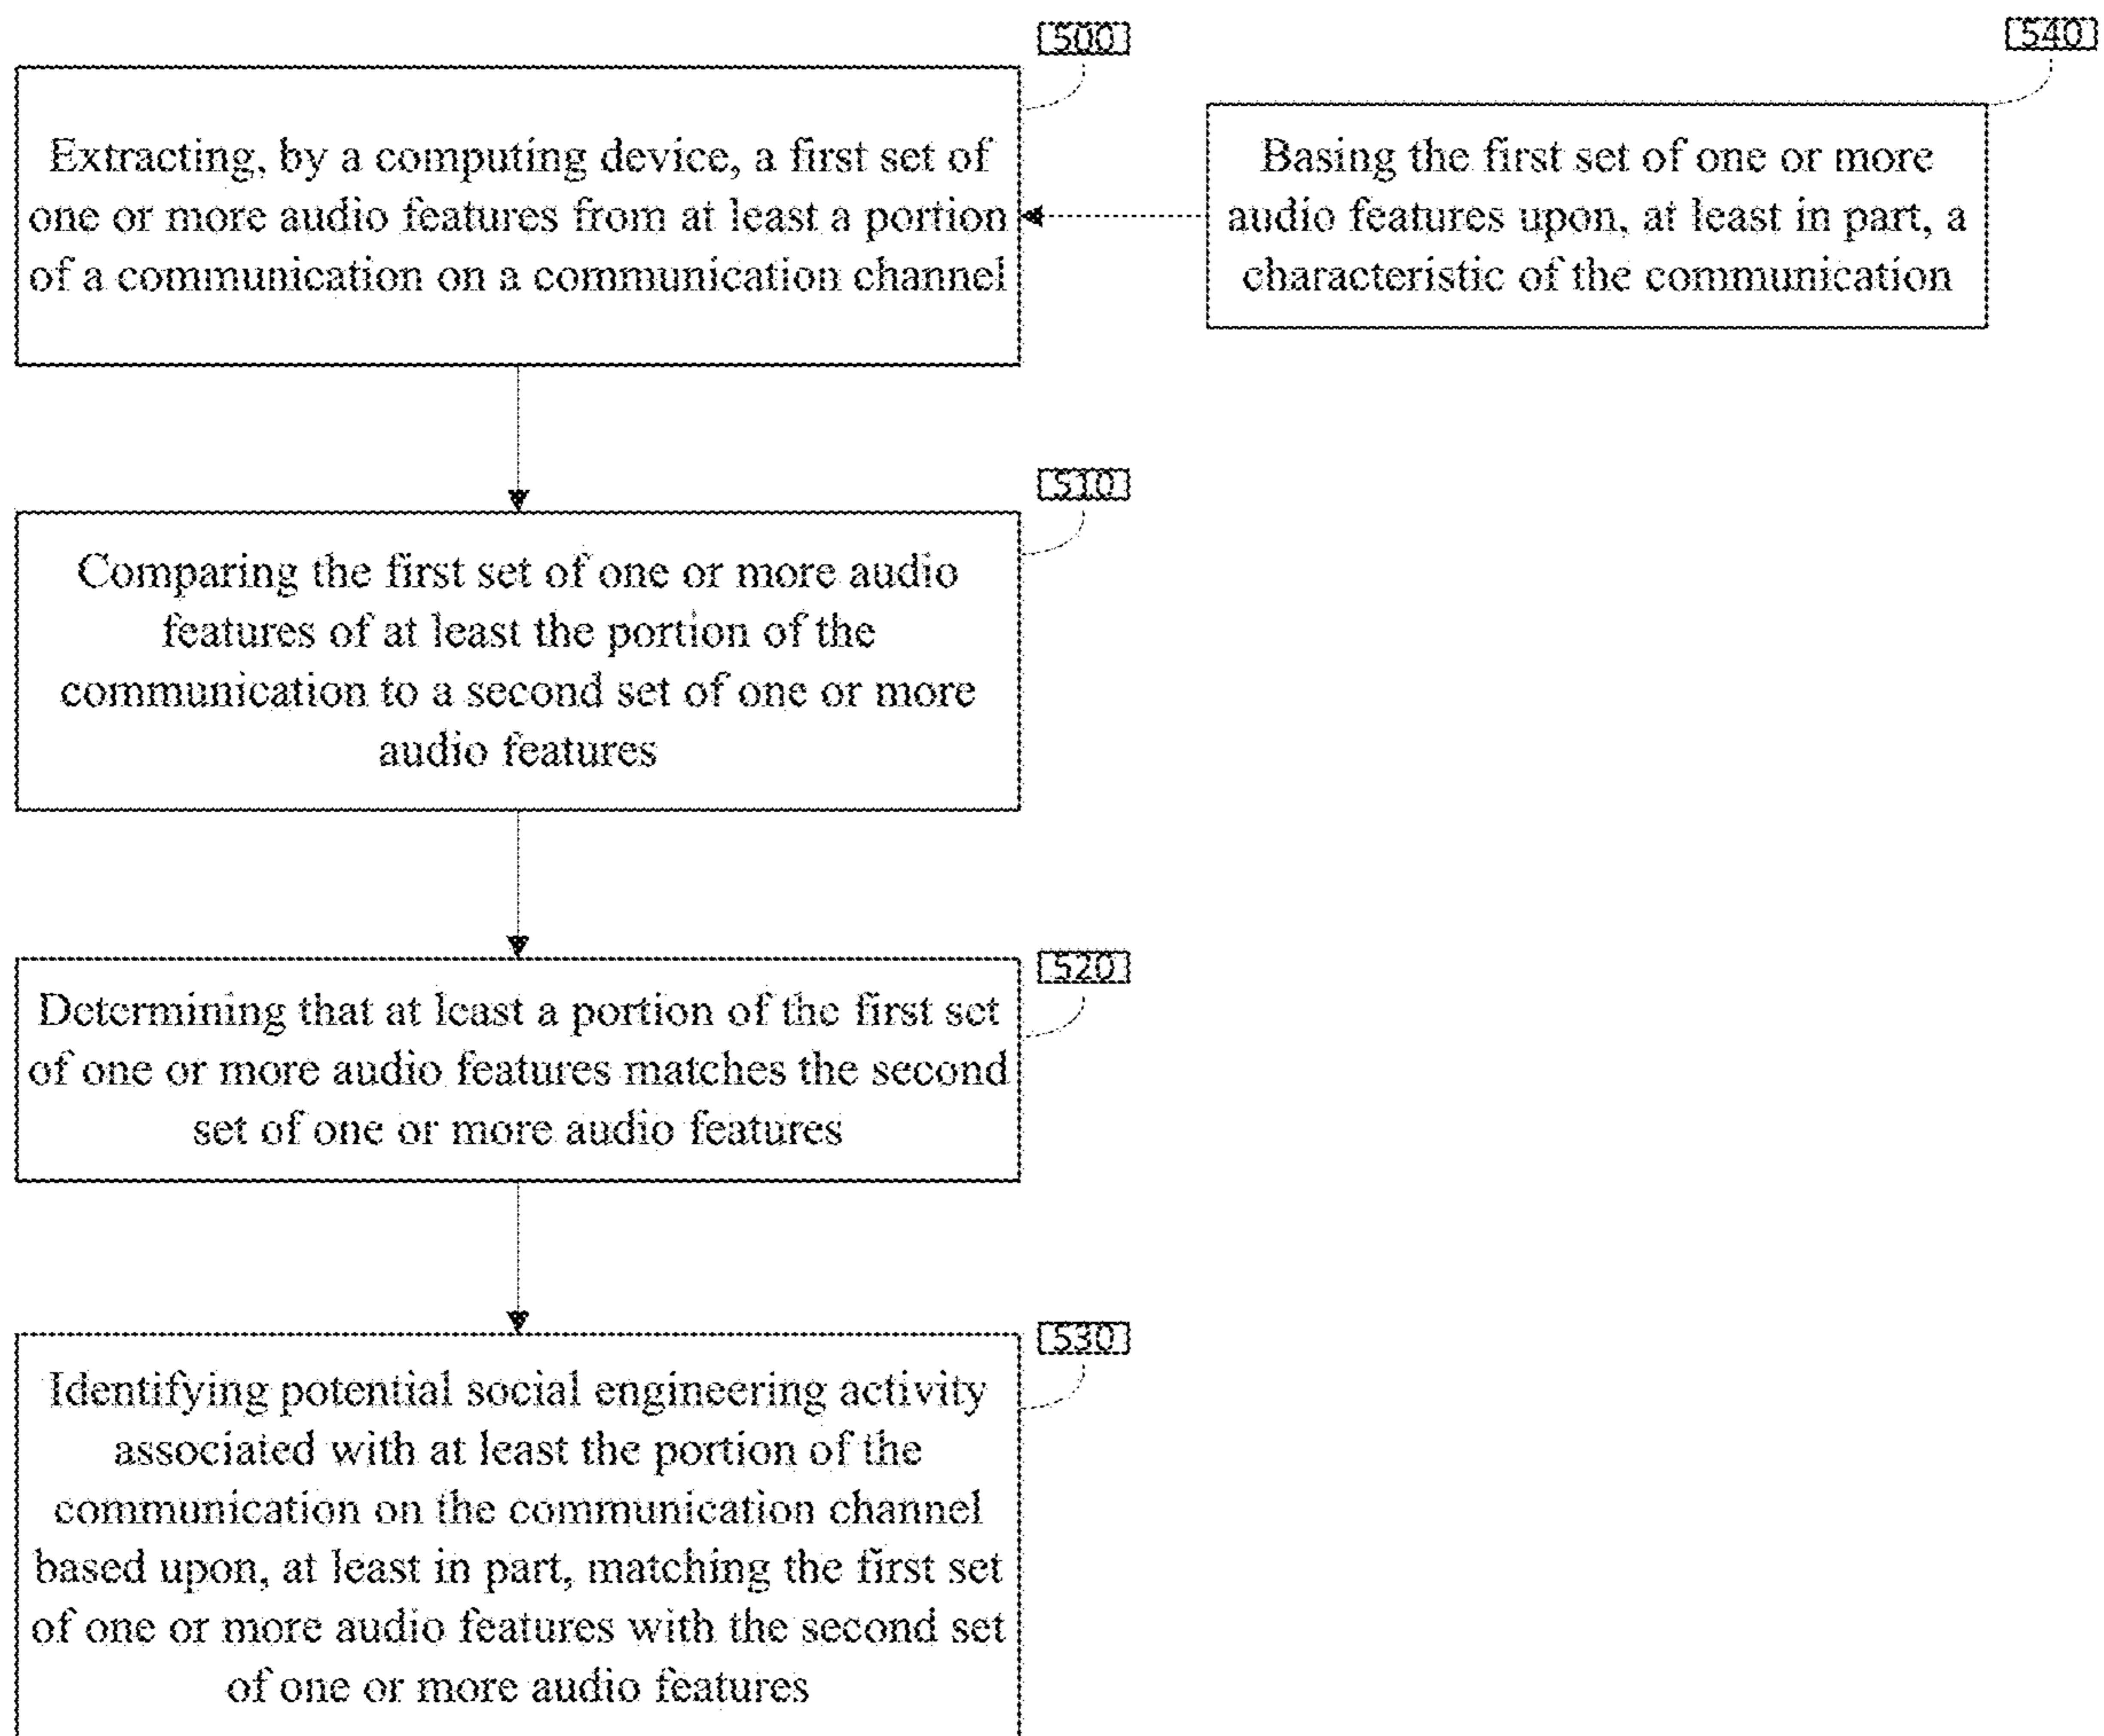 500
Extracting, by a computing device, a first set of
one or more audio features from at least a portion
of a communication on a communication channel
540
Basing the first set of one or more
audio features upon, at least in part, a
characteristic of the communication
510
Comparing the first set of one or more audio
features of at least the portion of the
communication to a second set of one or more
audio features
520
Determining that at least a portion of the first set
of one or more audio features matches the second
set of one or more audio features
530
Identifying potential social engineering activity
associated with at least the portion of the
communication on the communication channel
based upon, at least in part, matching the first set
of one or more audio features with the second set
of one or more audio features